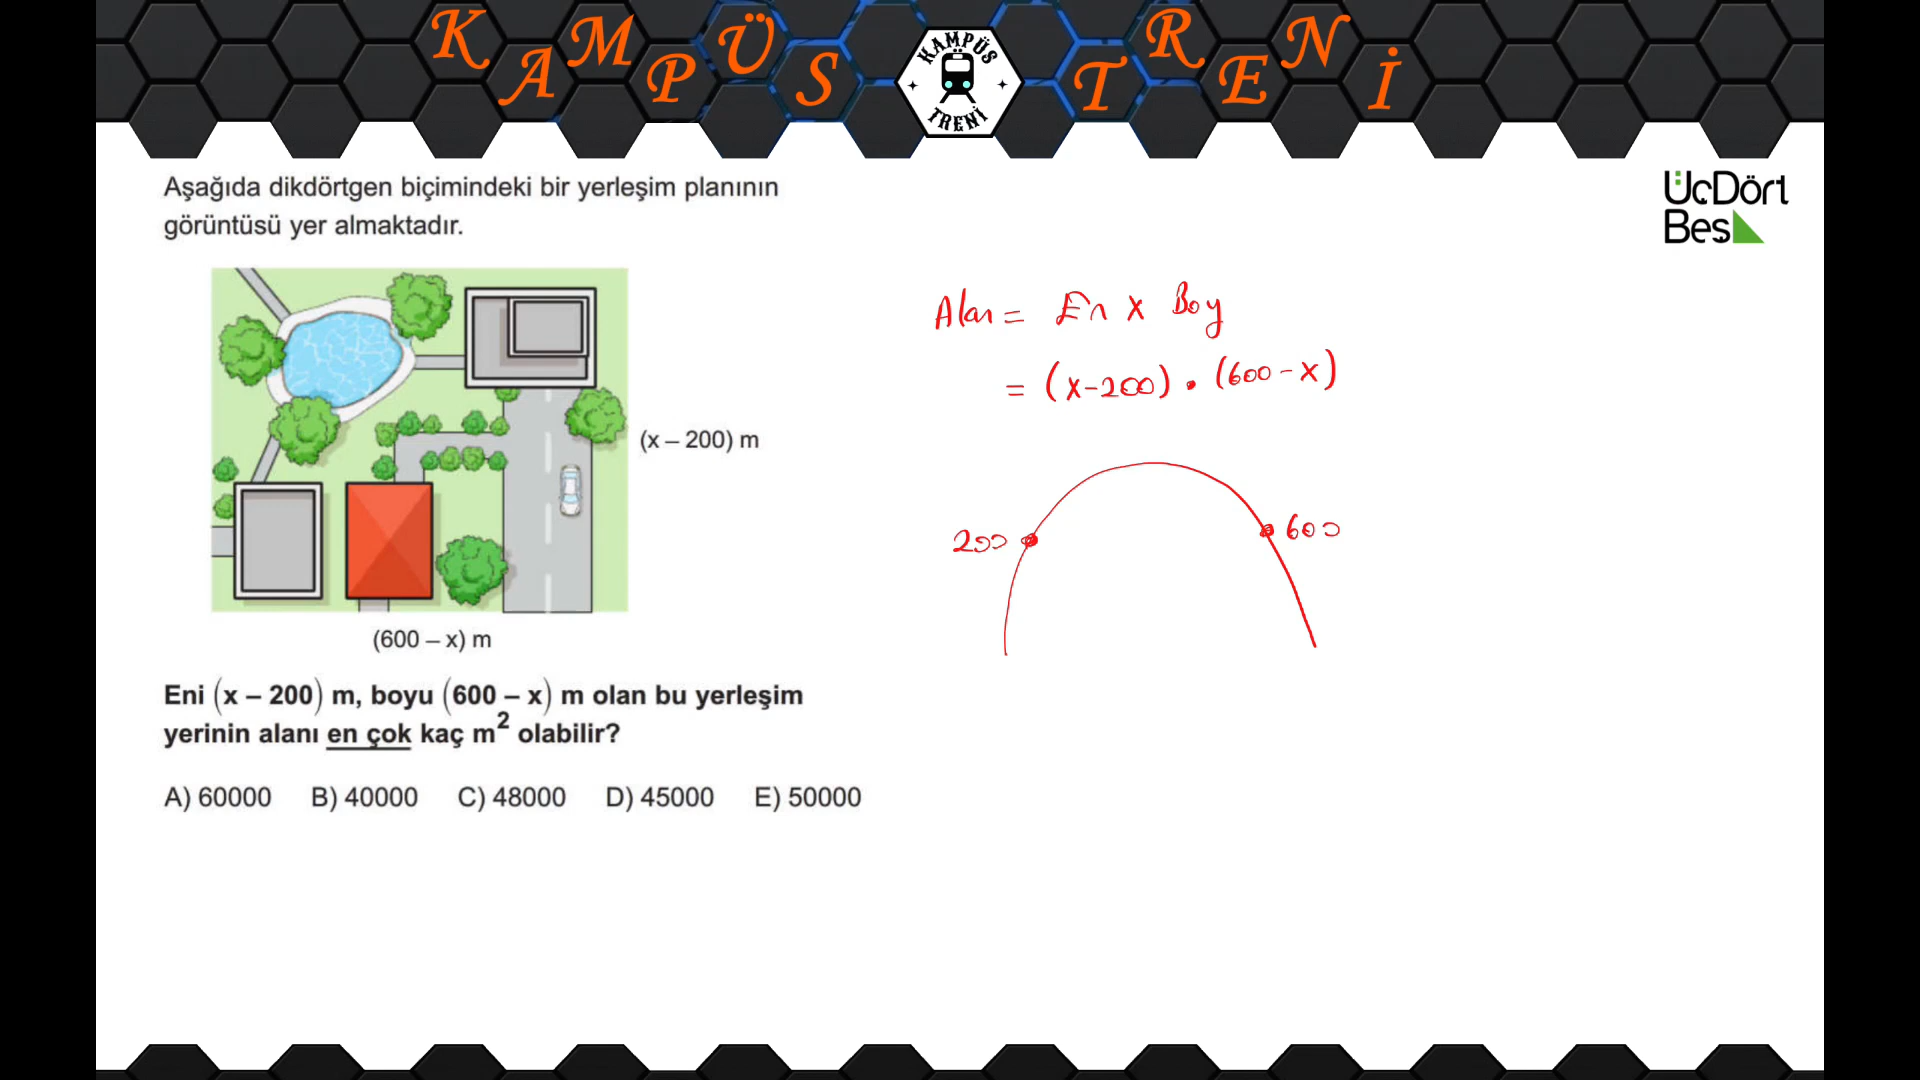 KAMPÜS TRENİ
KAMPÜS
TRENİ
ÜçDört
Beş
Aşağıda dikdörtgen biçimindeki bir yerleşim planının
görüntüsü yer almaktadır.
(x – 200) m
(600 – x) m
Eni (x – 200) m, boyu (600 – x) m olan bu yerleşim
yerinin alanı en çok kaç m² olabilir?
A) 60000 B) 40000 C) 48000 D) 45000 E) 50000
Alan = En x Boy
= (x-200) . (600-x)
200
600